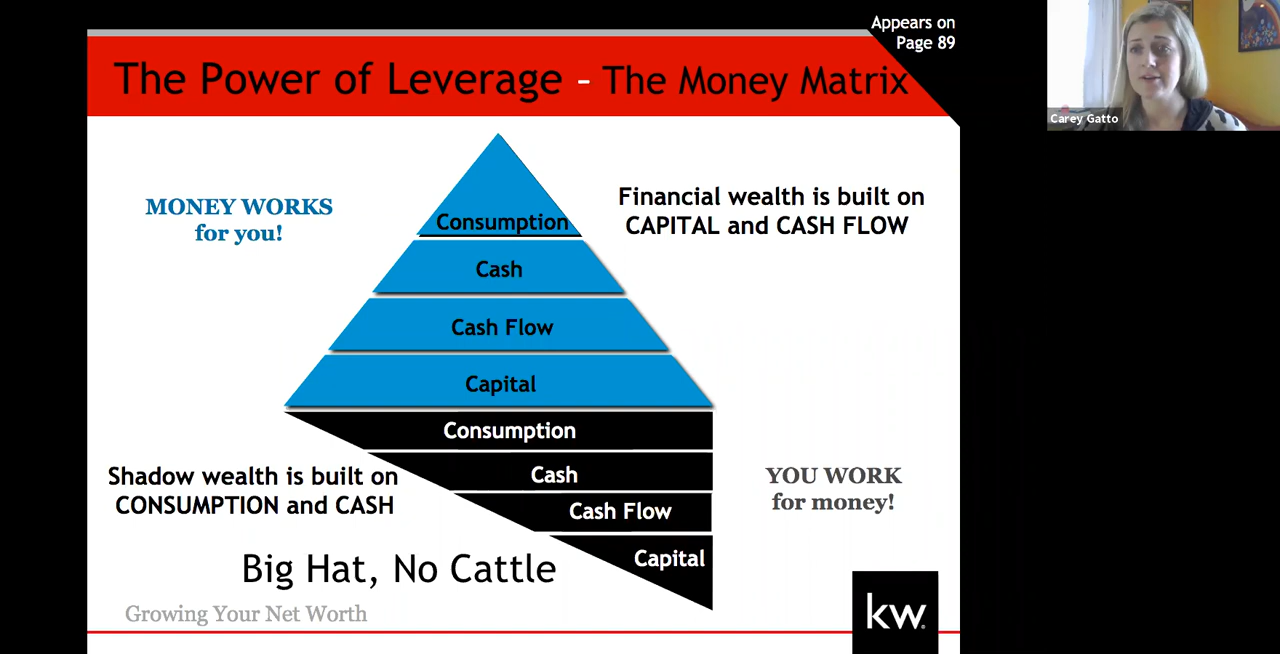 Appears on
Page 89
The Power of Leverage – The Money Matrix
Carey Gatto
MONEY WORKS
for you!
Financial wealth is built on
CAPITAL and CASH FLOW
Consumption
Cash
Cash Flow
Capital
Consumption
Cash
Cash Flow
Capital
Shadow wealth is built on
CONSUMPTION and CASH
YOU WORK
for money!
Big Hat, No Cattle
Growing Your Net Worth
kw.